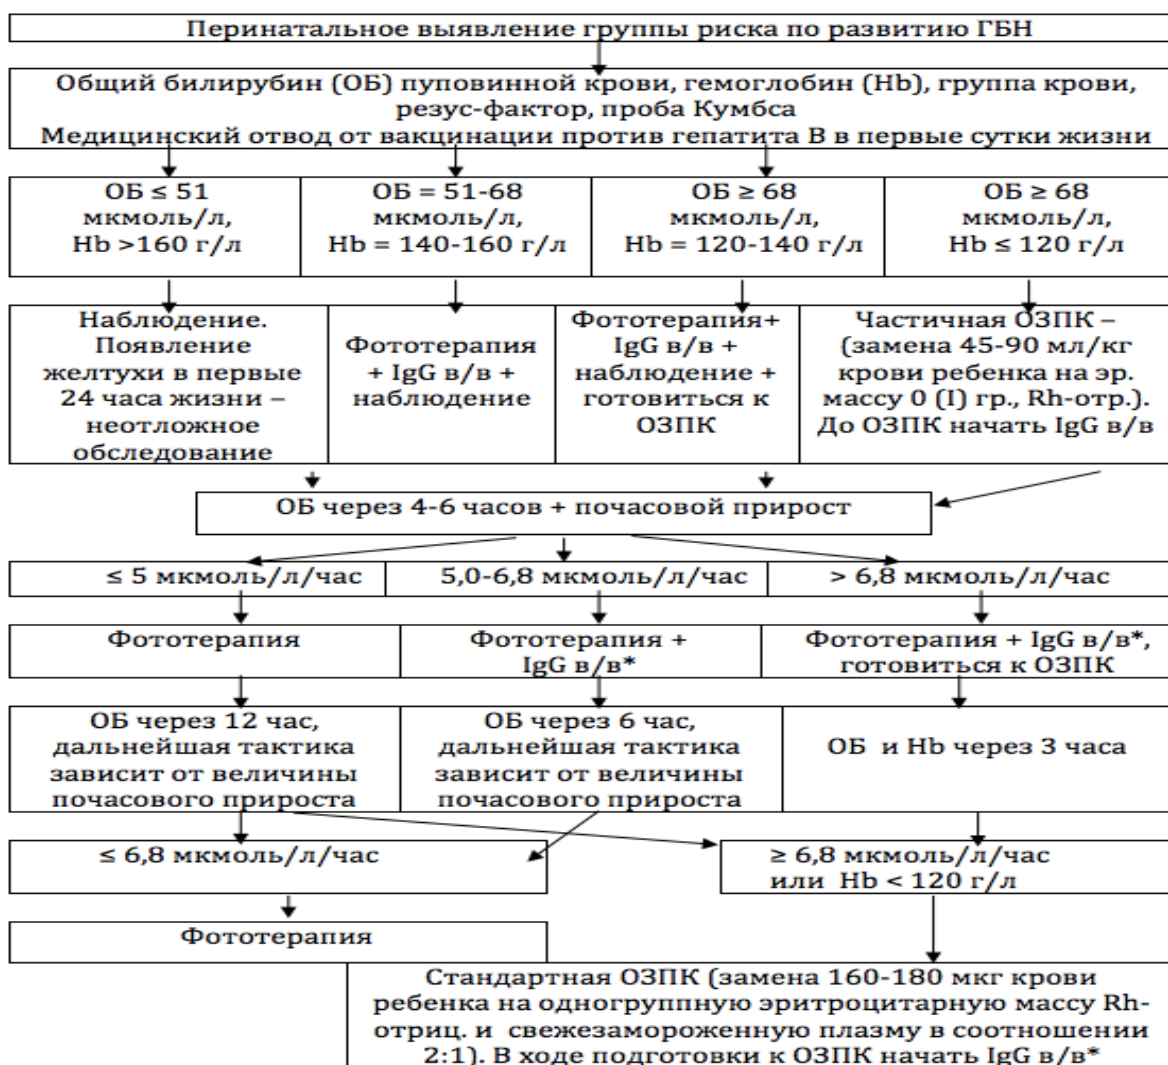 Перинатальное выявление группы риска по развитию ГБН
Общий билирубин (ОБ) пуповинной крови, гемоглобин (Hb), группа крови,
резус-фактор, проба Кумбса
Медицинский отвод от вакцинации против гепатита В в первые сутки жизни
ОБ ≤ 51
мкмоль/л,
Hb >160 г/л
ОБ = 51-68
мкмоль/л,
Hb = 140-160 г/л
ОБ ≥ 68
мкмоль/л,
Hb = 120-140 г/л
ОБ ≥ 68
мкмоль/л,
Hb ≤ 120 г/л
Наблюдение.
Появление
желтухи в первые
24 часа жизни –
неотложное
обследование
Фототерапия
+ IgG в/в +
наблюдение
Фототерапия+
IgG в/в +
наблюдение +
готовиться к
ОЗПК
Частичная ОЗПК –
(замена 45-90 мл/кг
крови ребенка на эр.
массу 0 (I) гр., Rh-отр.).
До ОЗПК начать IgG в/в
ОБ через 4-6 часов + почасовой прирост
≤ 5 мкмоль/л/час
5,0-6,8 мкмоль/л/час
> 6,8 мкмоль/л/час
Фототерапия
Фототерапия +
IgG в/в*
Фототерапия + IgG в/в*,
готовиться к ОЗПК
ОБ через 12 час,
дальнейшая тактика
зависит от величины
почасового прироста
ОБ через 6 час,
дальнейшая тактика
зависит от величины
почасового прироста
ОБ и Hb через 3 часа
≤ 6,8 мкмоль/л/час
≥ 6,8 мкмоль/л/час
или Hb < 120 г/л
Фототерапия
Стандартная ОЗПК (замена 160-180 мкг крови
ребенка на одногруппную эритроцитарную массу Rh-
отриц. и свежезамороженную плазму в соотношении
2:1). В ходе подготовки к ОЗПК начать IgG в/в*